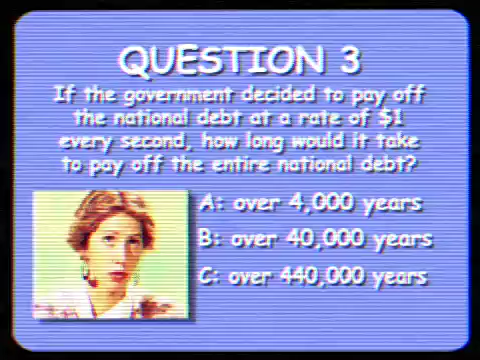 QUESTION 3
If the government decided to pay off
the national debt at a rate of $1
every second, how long would it take
to pay off the entire national debt?
A: over 4,000 years
B: over 40,000 years
C: over 440,000 years